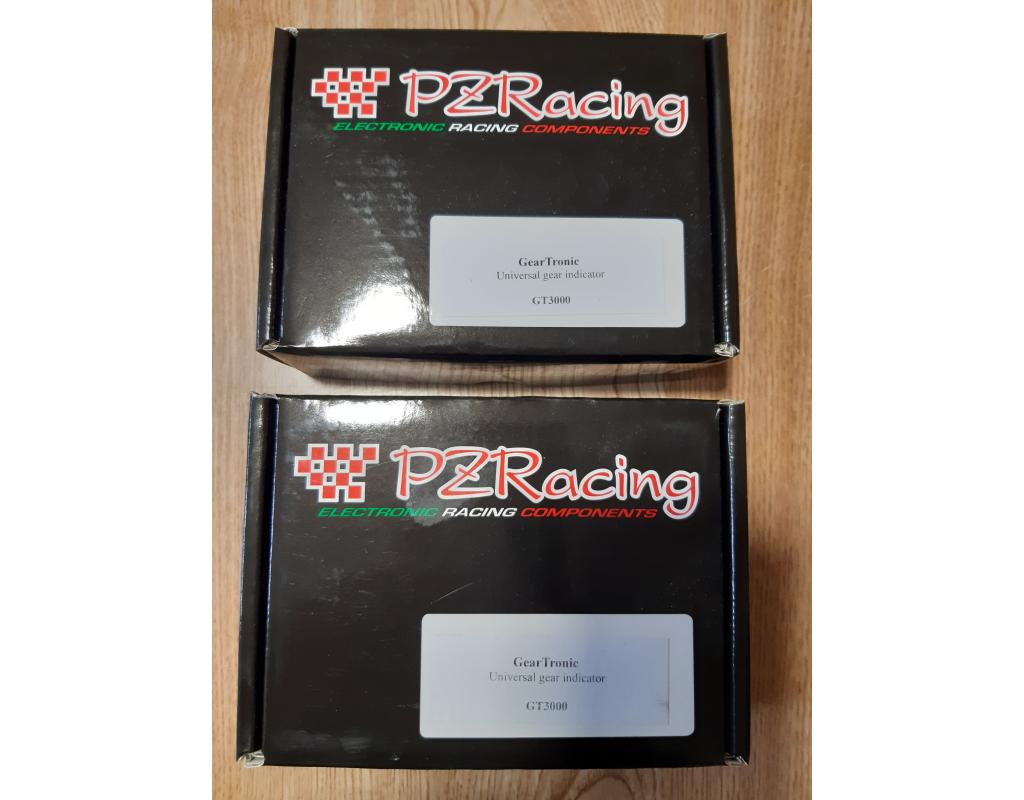 PZRacing
ELECTRONIC RACING COMPONENTS
GearTronic
Universal gear indicator
GT3000
PZRacing
ELECTRONIC RACING COMPONENTS
GearTronic
Universal gear indicator
GT3000